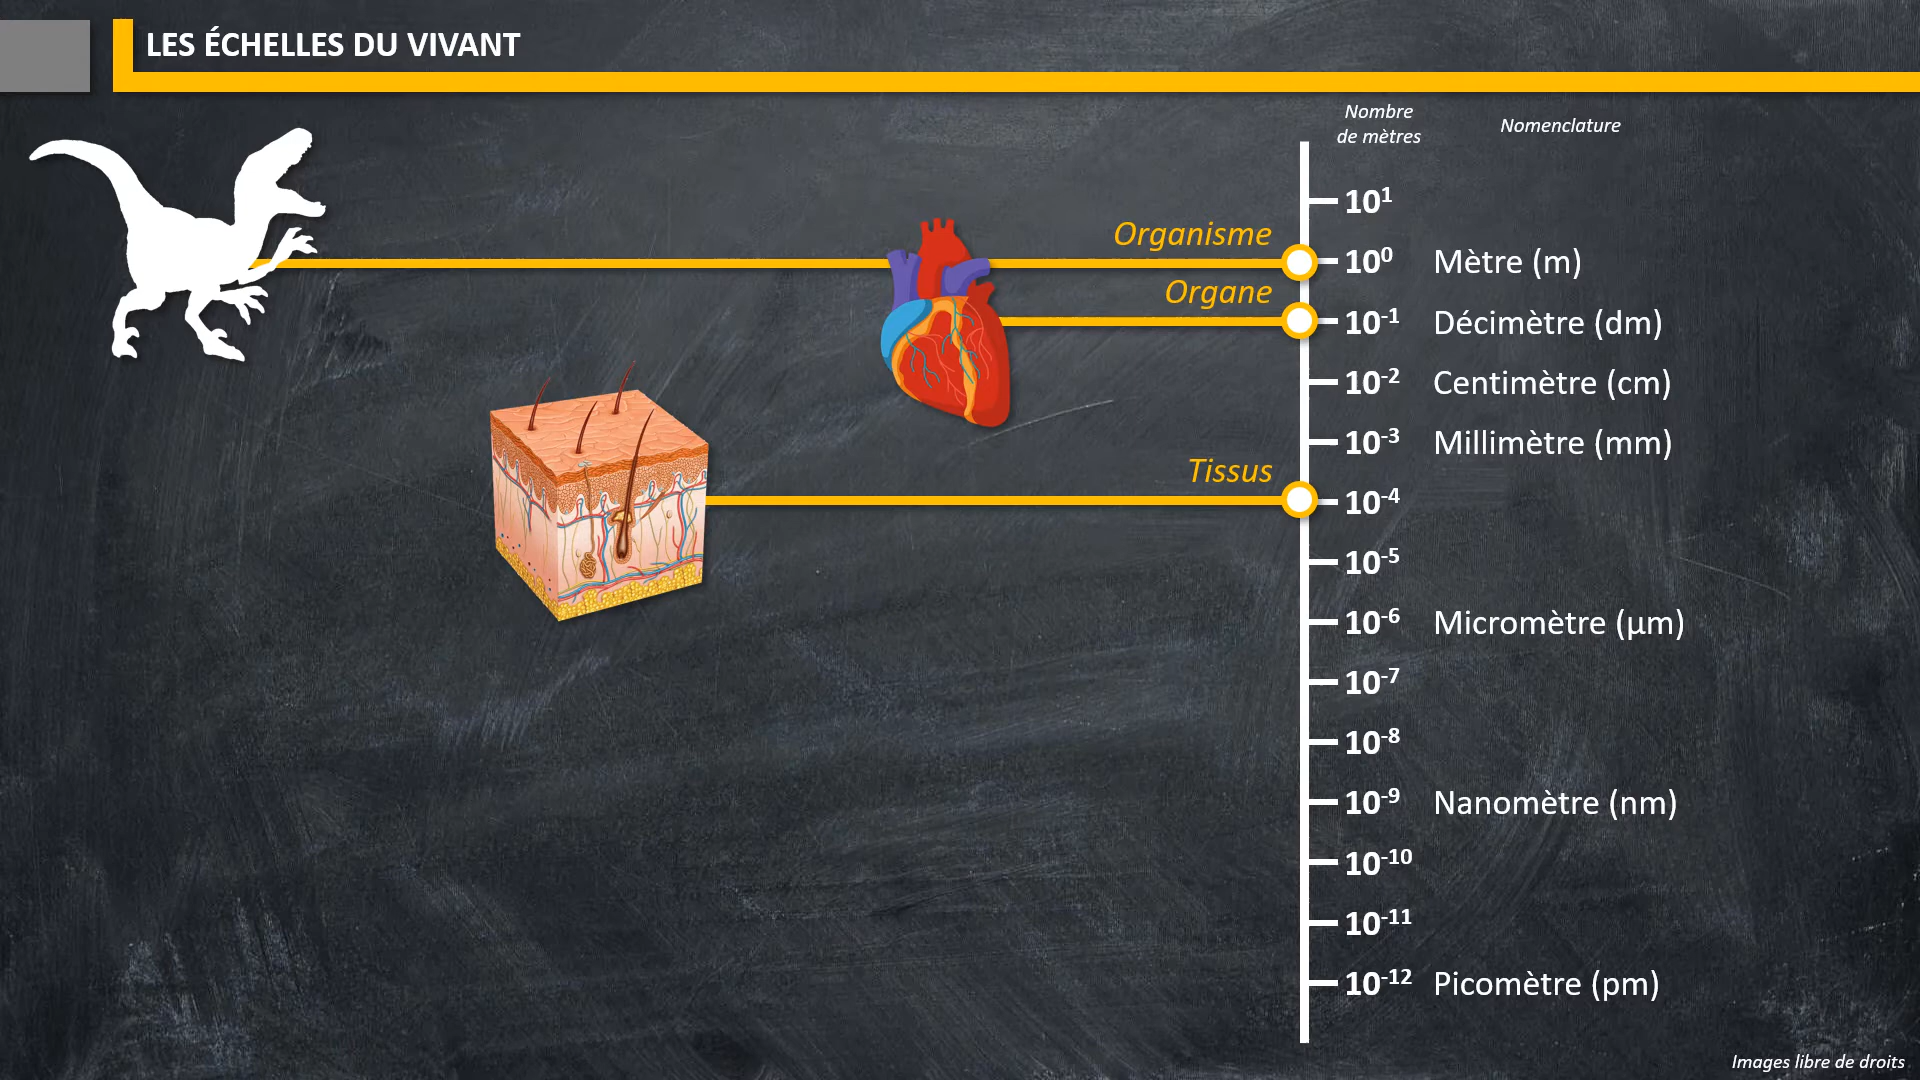 LES ÉCHELLES DU VIVANT
Nombre
de mètres
Nomenclature
10¹
Organisme
10⁰ Mètre (m)
Organe
10⁻¹ Décimètre (dm)
10⁻² Centimètre (cm)
10⁻³ Millimètre (mm)
Tissus
10⁻⁴
10⁻⁵
10⁻⁶ Micromètre (µm)
10⁻⁷
10⁻⁸
10⁻⁹ Nanomètre (nm)
10⁻¹⁰
10⁻¹¹
10⁻¹² Picomètre (pm)
Images libre de droits